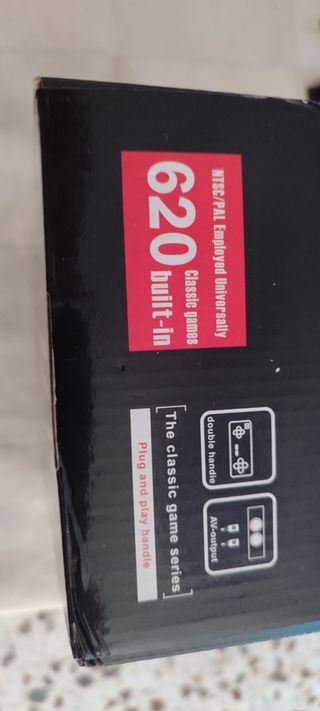 NTSC/PAL Employed Universally
620 Classic games
built-in
double handle
AV-output
[The classic game series]
Plug and play handle